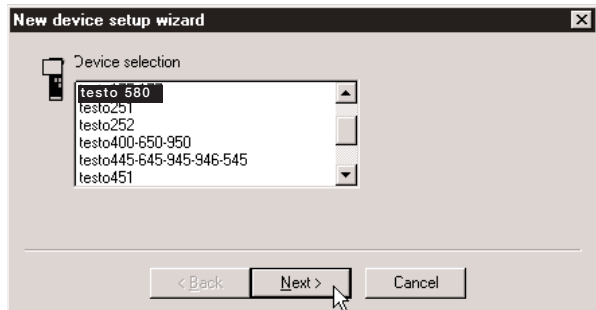 New device setup wizard
Device selection
testo 580
testo251
testo252
testo400-650-950
testo445-645-945-946-545
testo451
< Back
Next >
Cancel